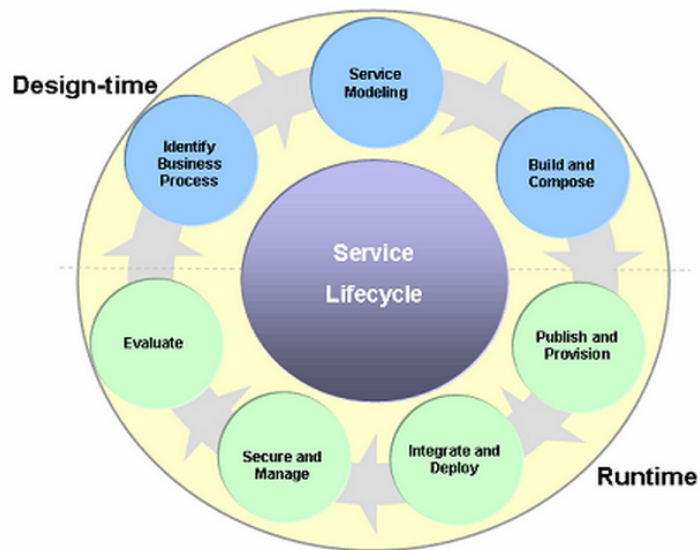 Design-time
Service
Modeling
Identify
Business
Process
Build and
Compose
Service
Lifecycle
Evaluate
Publish and
Provision
Secure and
Manage
Integrate and
Deploy
Runtime